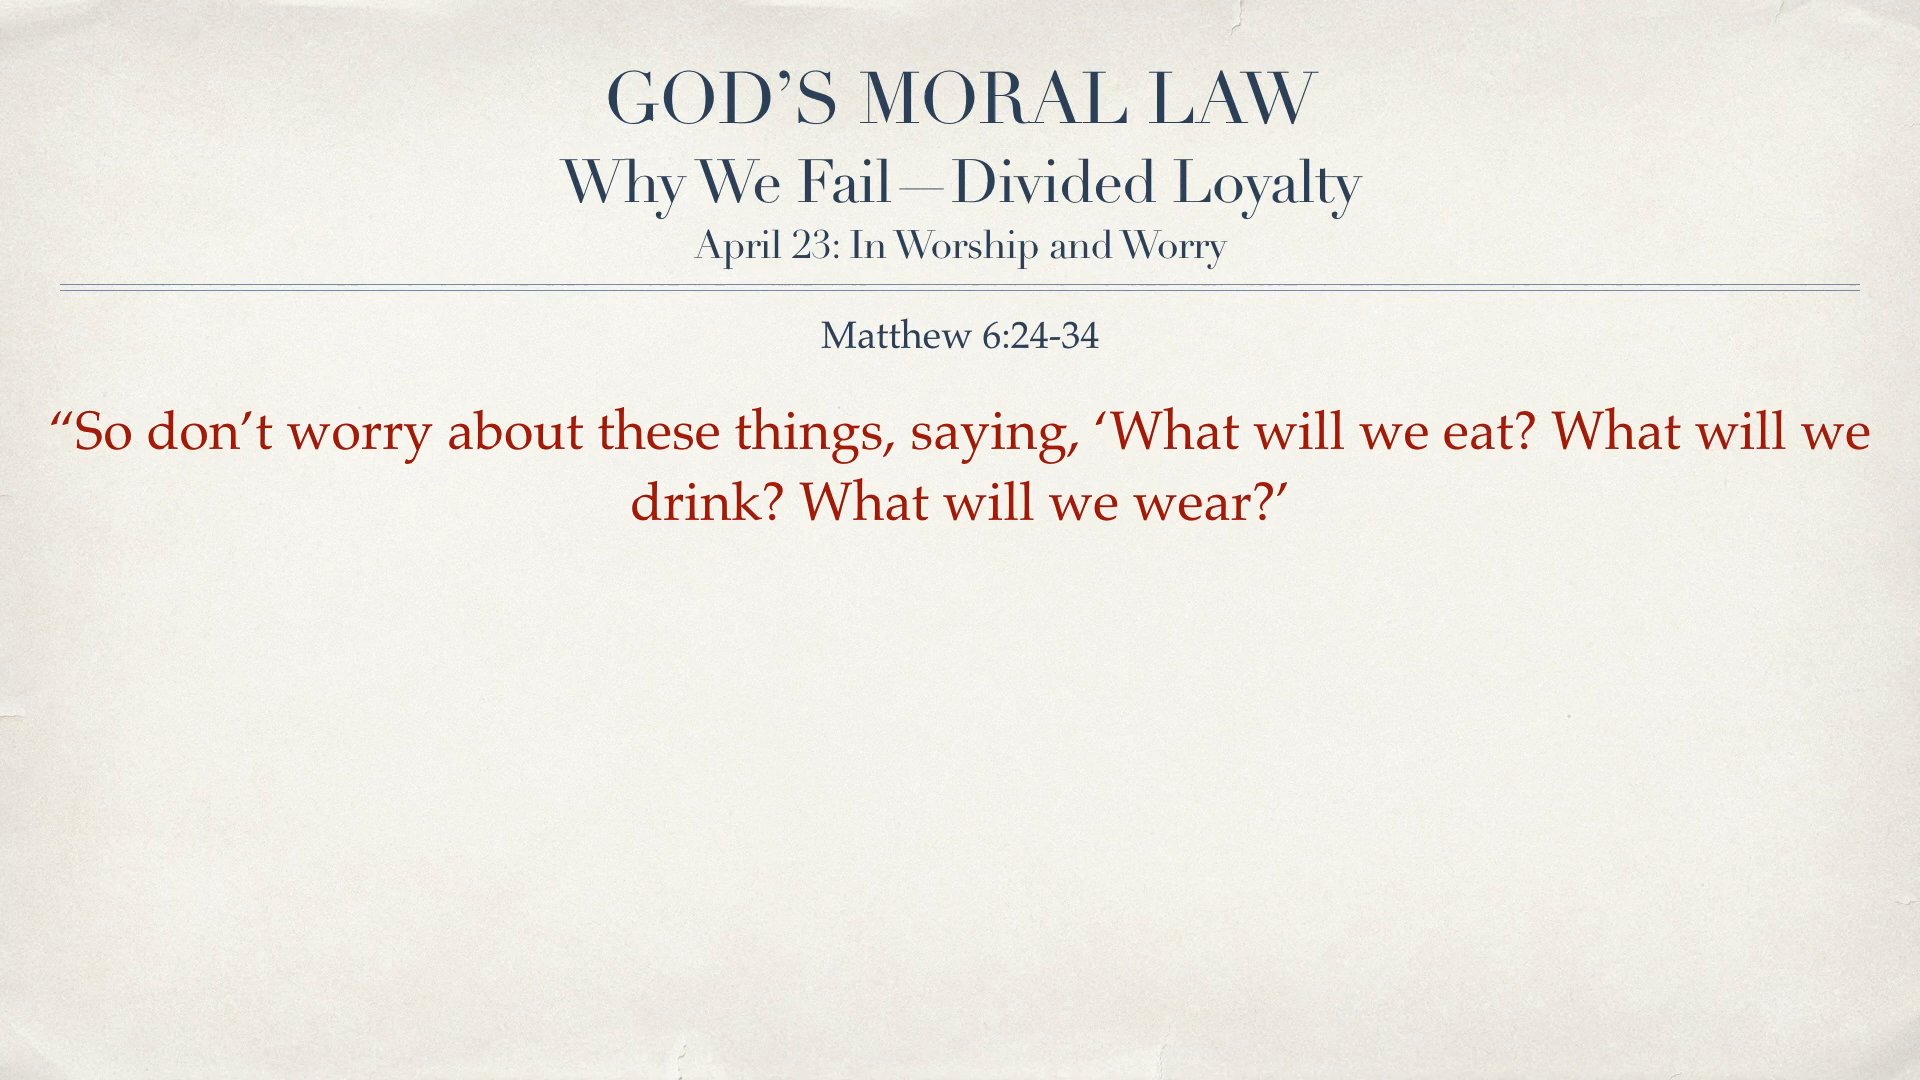 GOD’S MORAL LAW
Why We Fail—Divided Loyalty
April 23: In Worship and Worry
Matthew 6:24-34
“So don’t worry about these things, saying, ‘What will we eat? What will we
drink? What will we wear?’